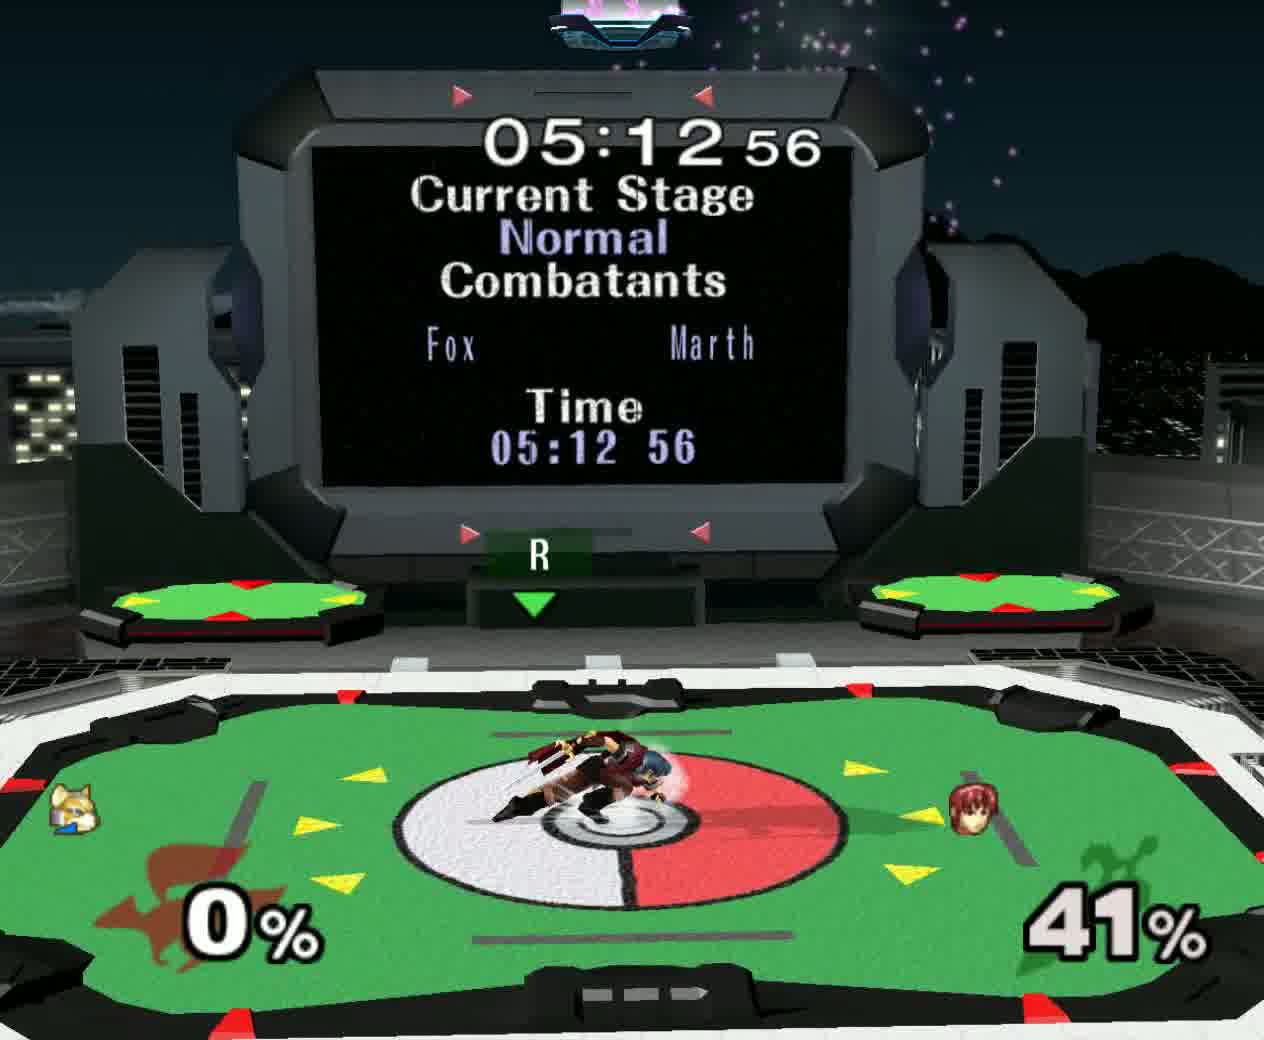 05:12 56
Current Stage
Normal
Combatants
Fox Marth
Time
05:12 56
R
0%
41%